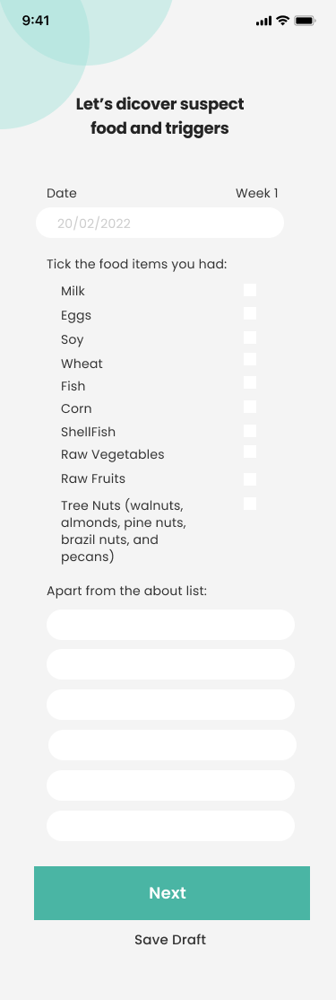 9:41
Let's dicover suspect
food and triggers
Date Week 1
20/02/2022
Tick the food items you had:
Milk
Eggs
Soy
Wheat
Fish
Corn
ShellFish
Raw Vegetables
Raw Fruits
Tree Nuts (walnuts,
almonds, pine nuts,
brazil nuts, and
pecans)
Apart from the about list:
Next
Save Draft